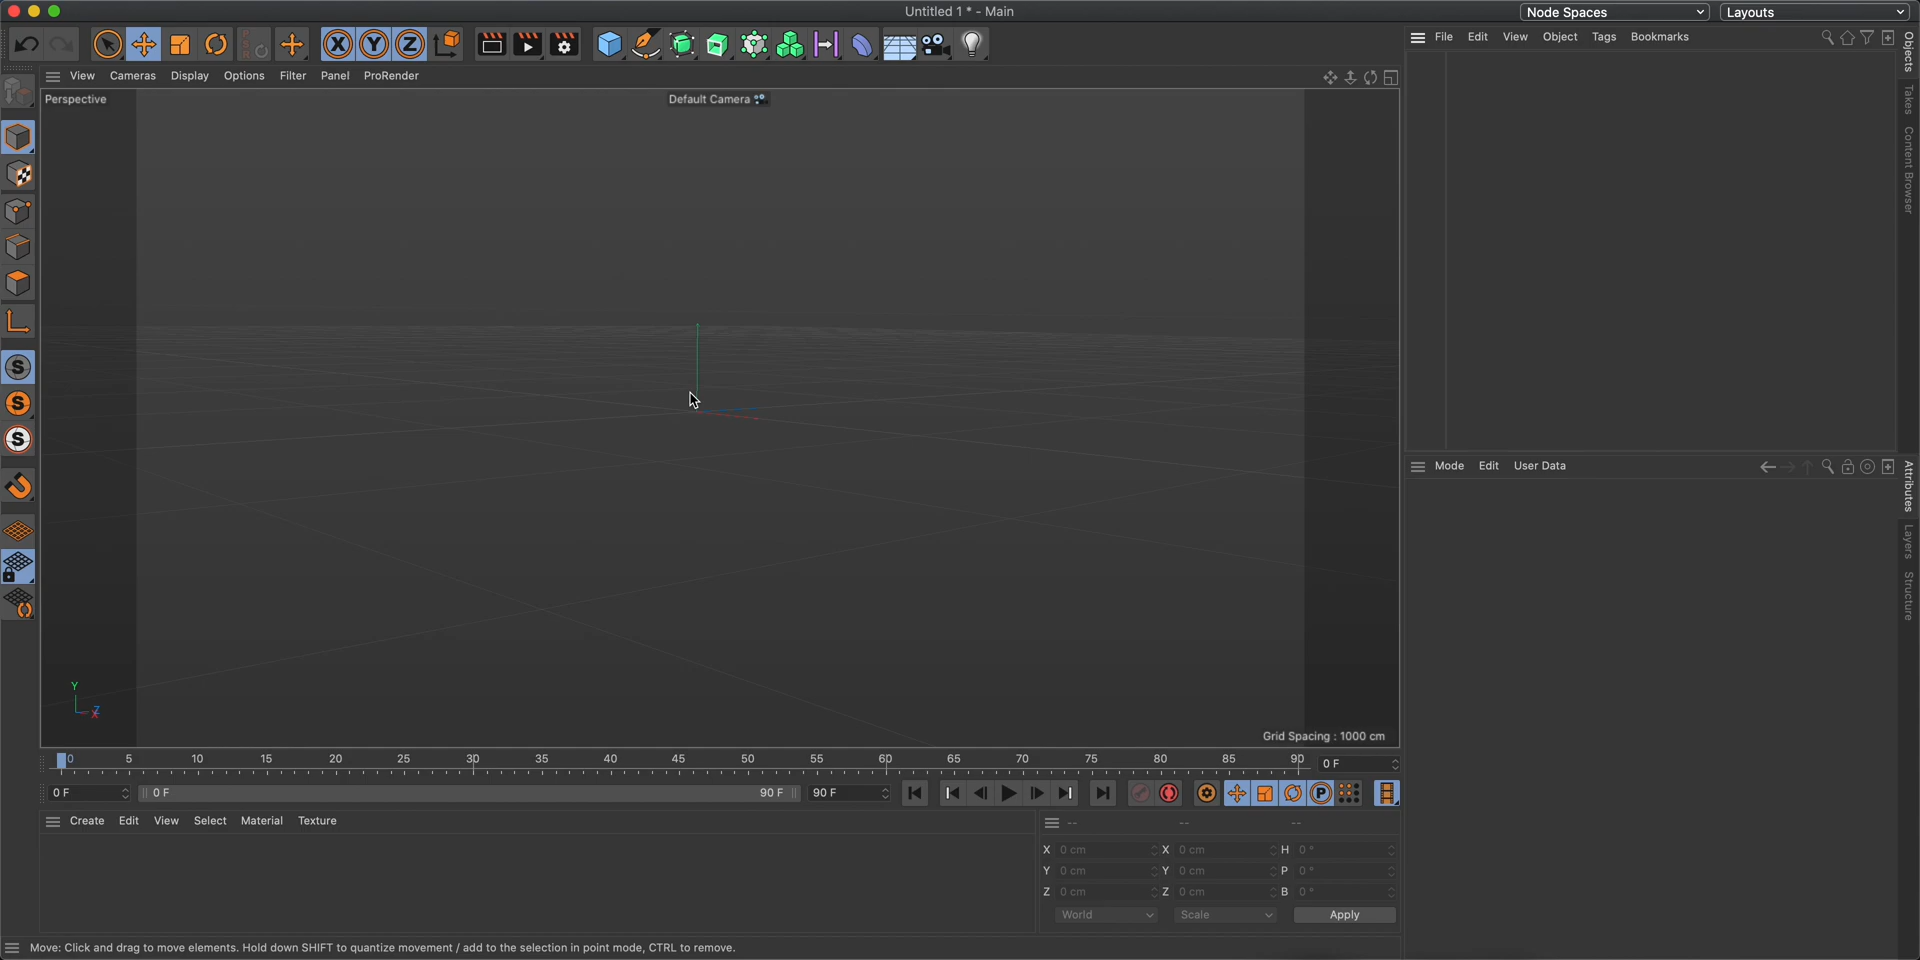 Untitled 1 * - Main
Node Spaces
Layouts
File Edit View Object Tags Bookmarks
View Cameras Display Options Filter Panel ProRender
Perspective
Default Camera
X Y Z
PSR
S
S
S
Objects
Takes
Content Browser
Mode Edit User Data
Attributes
Layers
Structure
Y
Z
X
Grid Spacing : 1000 cm
0 5 10 15 20 25 30 35 40 45 50 55 60 65 70 75 80 85 90 0 F
0 F 0 F 90 F 90 F P
Create Edit View Select Material Texture
-- -- --
X 0 cm X 0 cm H 0 °
Y 0 cm Y 0 cm P 0 °
Z 0 cm Z 0 cm B 0 °
World Scale Apply
Move: Click and drag to move elements. Hold down SHIFT to quantize movement / add to the selection in point mode, CTRL to remove.